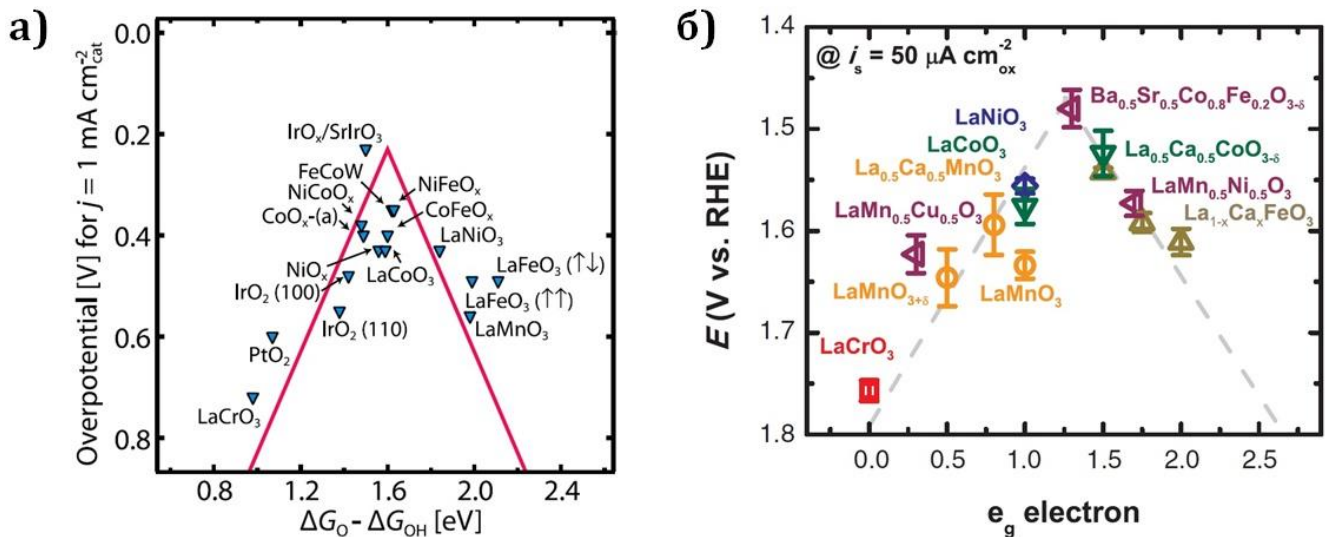 а)
Overpotential [V] for j = 1 mA cm⁻²cat
0.0
0.2
0.4
0.6
0.8
IrOₓ/SrIrO₃
FeCoW
NiCoOₓ
CoOₓ-(a)
NiFeOₓ
CoFeOₓ
LaNiO₃
NiOₓ
LaCoO₃
LaFeO₃ (↑↓)
IrO₂ (100)
LaFeO₃ (↑↑)
IrO₂ (110)
LaMnO₃
PtO₂
LaCrO₃
0.8 1.2 1.6 2.0 2.4
ΔG_O - ΔG_OH [eV]
б)
E (V vs. RHE)
1.4
1.5
1.6
1.7
1.8
@ iₛ = 50 μA cm⁻²ox
Ba₀.₅Sr₀.₅Co₀.₈Fe₀.₂O₃₋δ
LaNiO₃
LaCoO₃
La₀.₅Ca₀.₅CoO₃₋δ
La₀.₅Ca₀.₅MnO₃
LaMn₀.₅Ni₀.₅O₃
LaMn₀.₅Cu₀.₅O₃
La₁₋ₓCaₓFeO₃
LaMnO₃₊δ
LaMnO₃
LaCrO₃
0.0 0.5 1.0 1.5 2.0 2.5
e_g electron